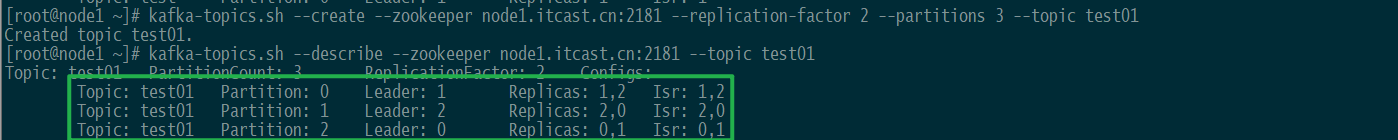 [root@node1 ~]# kafka-topics.sh --create --zookeeper node1.itcast.cn:2181 --replication-factor 2 --partitions 3 --topic test01
Created topic test01.
[root@node1 ~]# kafka-topics.sh --describe --zookeeper node1.itcast.cn:2181 --topic test01
Topic: test01 PartitionCount: 3 ReplicationFactor: 2 Configs:
Topic: test01 Partition: 0 Leader: 1 Replicas: 1,2 Isr: 1,2
Topic: test01 Partition: 1 Leader: 2 Replicas: 2,0 Isr: 2,0
Topic: test01 Partition: 2 Leader: 0 Replicas: 0,1 Isr: 0,1